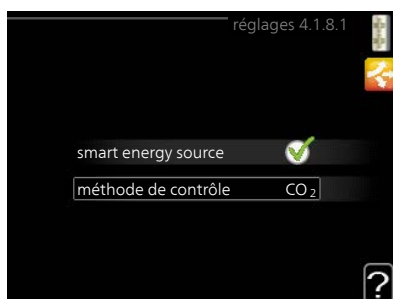 réglages 4.1.8.1
smart energy source
méthode de contrôle CO₂
?